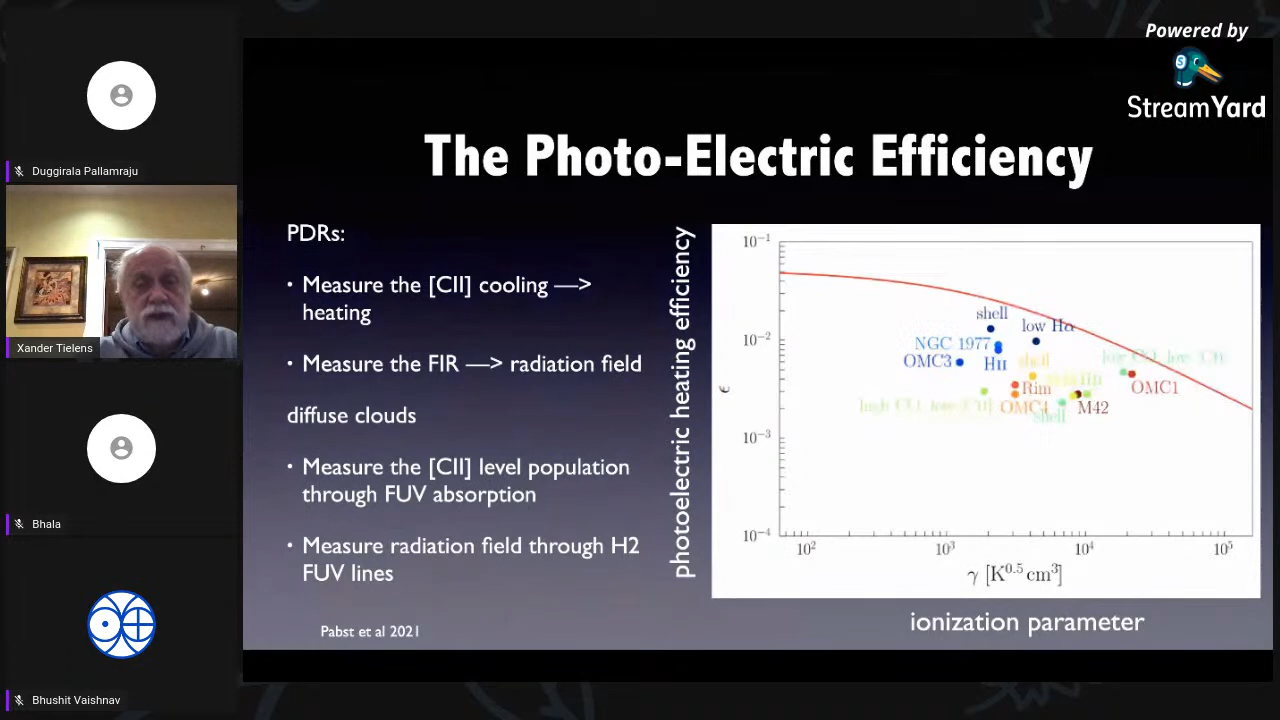 Powered by
StreamYard
Duggirala Pallamraju
Xander Tielens
Bhala
Bhushit Vaishnav
The Photo-Electric Efficiency
PDRs:
• Measure the [CII] cooling —>
heating
• Measure the FIR —> radiation field
diffuse clouds
• Measure the [CII] level population
through FUV absorption
• Measure radiation field through H2
FUV lines
Pabst et al 2021
photoelectric heating efficiency
ϵ
10⁻¹
10⁻²
10⁻³
10⁻⁴
shell
low Hα
NGC 1977
OMC3
HII
shell
Rim
OMC1
OMC4
M42
shell
10²
10³
10⁴
10⁵
γ [K⁰·⁵ cm³]
ionization parameter